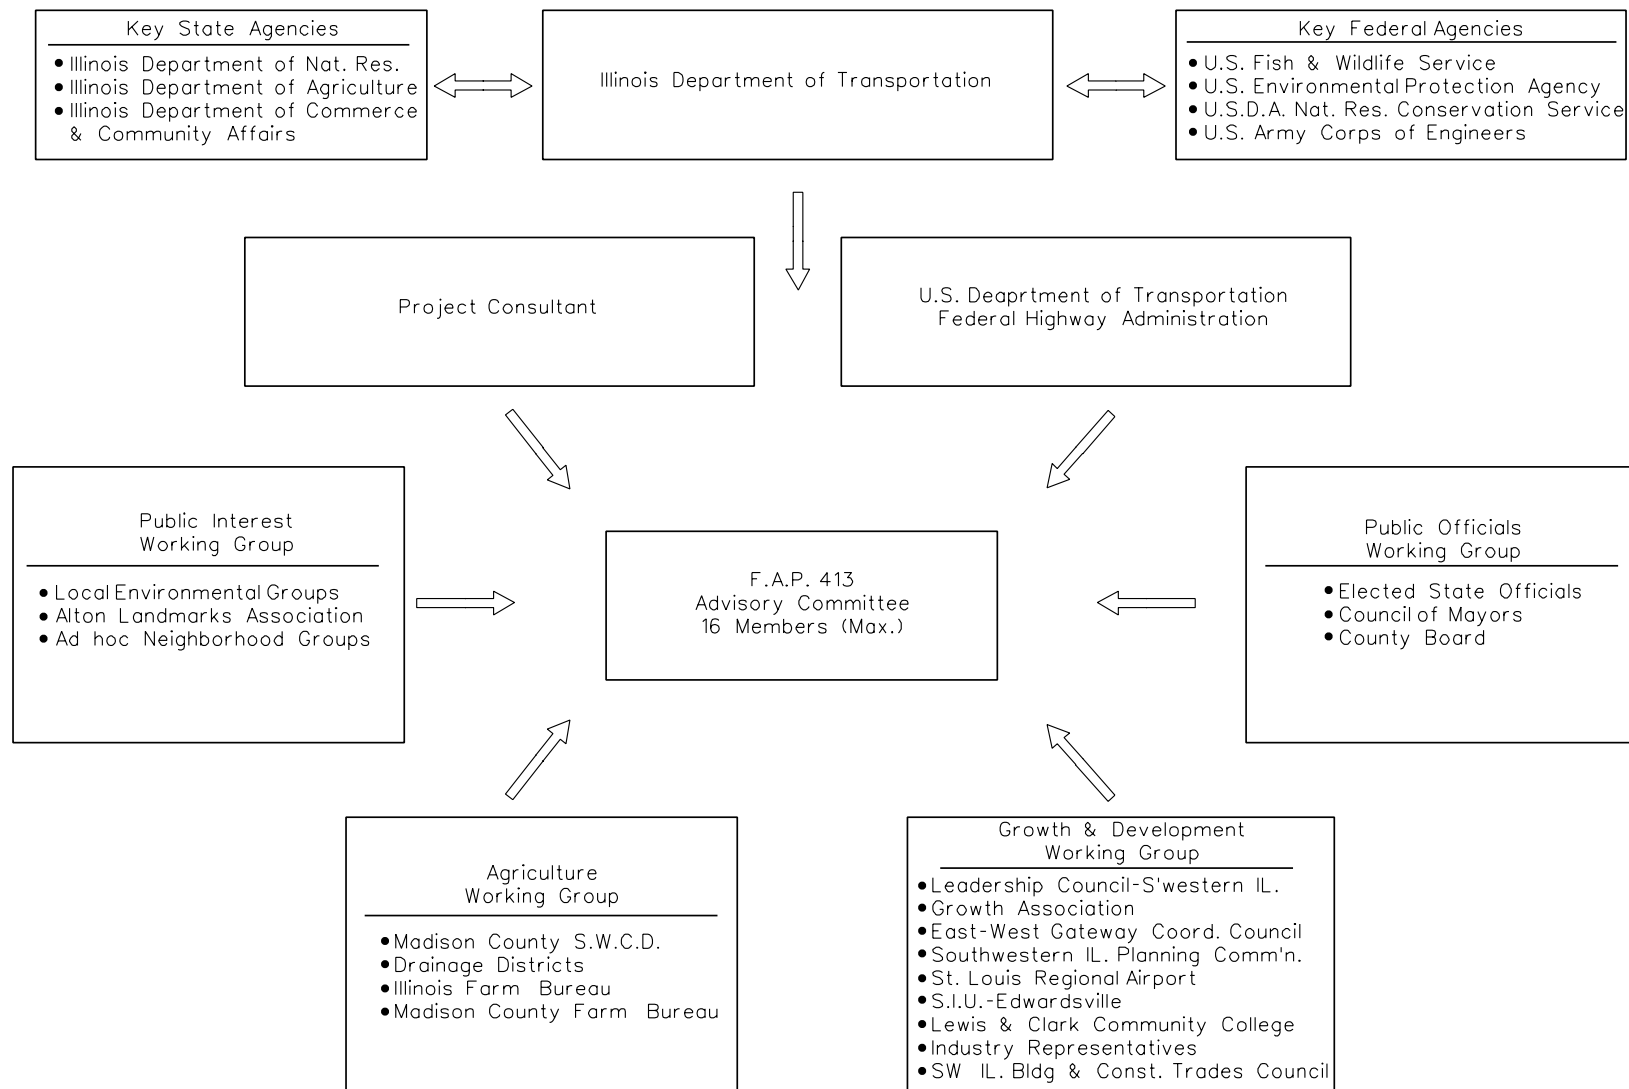 Key State Agencies
• Illinois Department of Nat. Res.
• Illinois Department of Agriculture
• Illinois Department of Commerce
& Community Affairs
Illinois Department of Transportation
Key Federal Agencies
• U.S. Fish & Wildlife Service
• U.S. Environmental Protection Agency
• U.S.D.A. Nat. Res. Conservation Service
• U.S. Army Corps of Engineers
Project Consultant
U.S. Deaprtment of Transportation
Federal Highway Administration
Public Interest
Working Group
• Local Environmental Groups
• Alton Landmarks Association
• Ad hoc Neighborhood Groups
F.A.P. 413
Advisory Committee
16 Members (Max.)
Public Officials
Working Group
• Elected State Officials
• Council of Mayors
• County Board
Agriculture
Working Group
• Madison County S.W.C.D.
• Drainage Districts
• Illinois Farm Bureau
• Madison County Farm Bureau
Growth & Development
Working Group
• Leadership Council-S'western IL.
• Growth Association
• East-West Gateway Coord. Council
• Southwestern IL. Planning Comm'n.
• St. Louis Regional Airport
• S.I.U.-Edwardsville
• Lewis & Clark Community College
• Industry Representatives
• SW IL. Bldg & Const. Trades Council